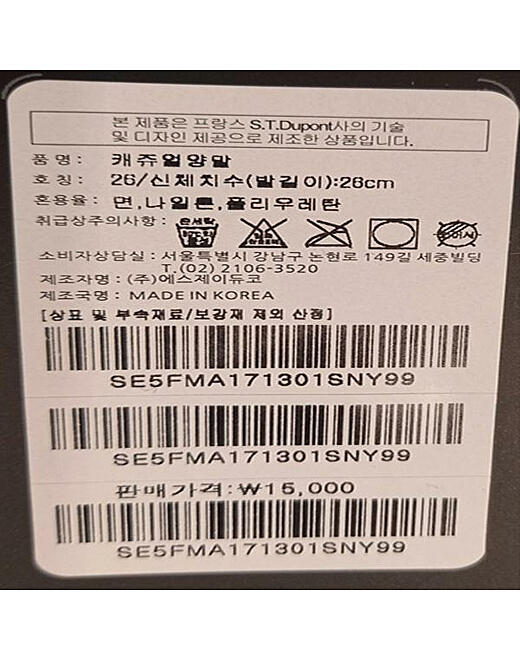 본 제품은 프랑스 S.T.Dupont사의 기술
및 디자인 제공으로 제조한 상품입니다.
품 명 : 캐쥬얼양말
호 칭 : 26/신체치수(발길이):26cm
혼용율 : 면,나일론,폴리우레탄
취급상주의사항 : 손세탁
소비자상담실 : 서울특별시 강남구 논현로 149길 세중빌딩
T.(02) 2106-3520
제조자명 : (주)에스제이듀코
제조국명 : MADE IN KOREA
[상표 및 부속재료/보강재 제외 산정]
SE5FMA171301SNY99
SE5FMA171301SNY99
판매가격:₩15,000
SE5FMA171301SNY99